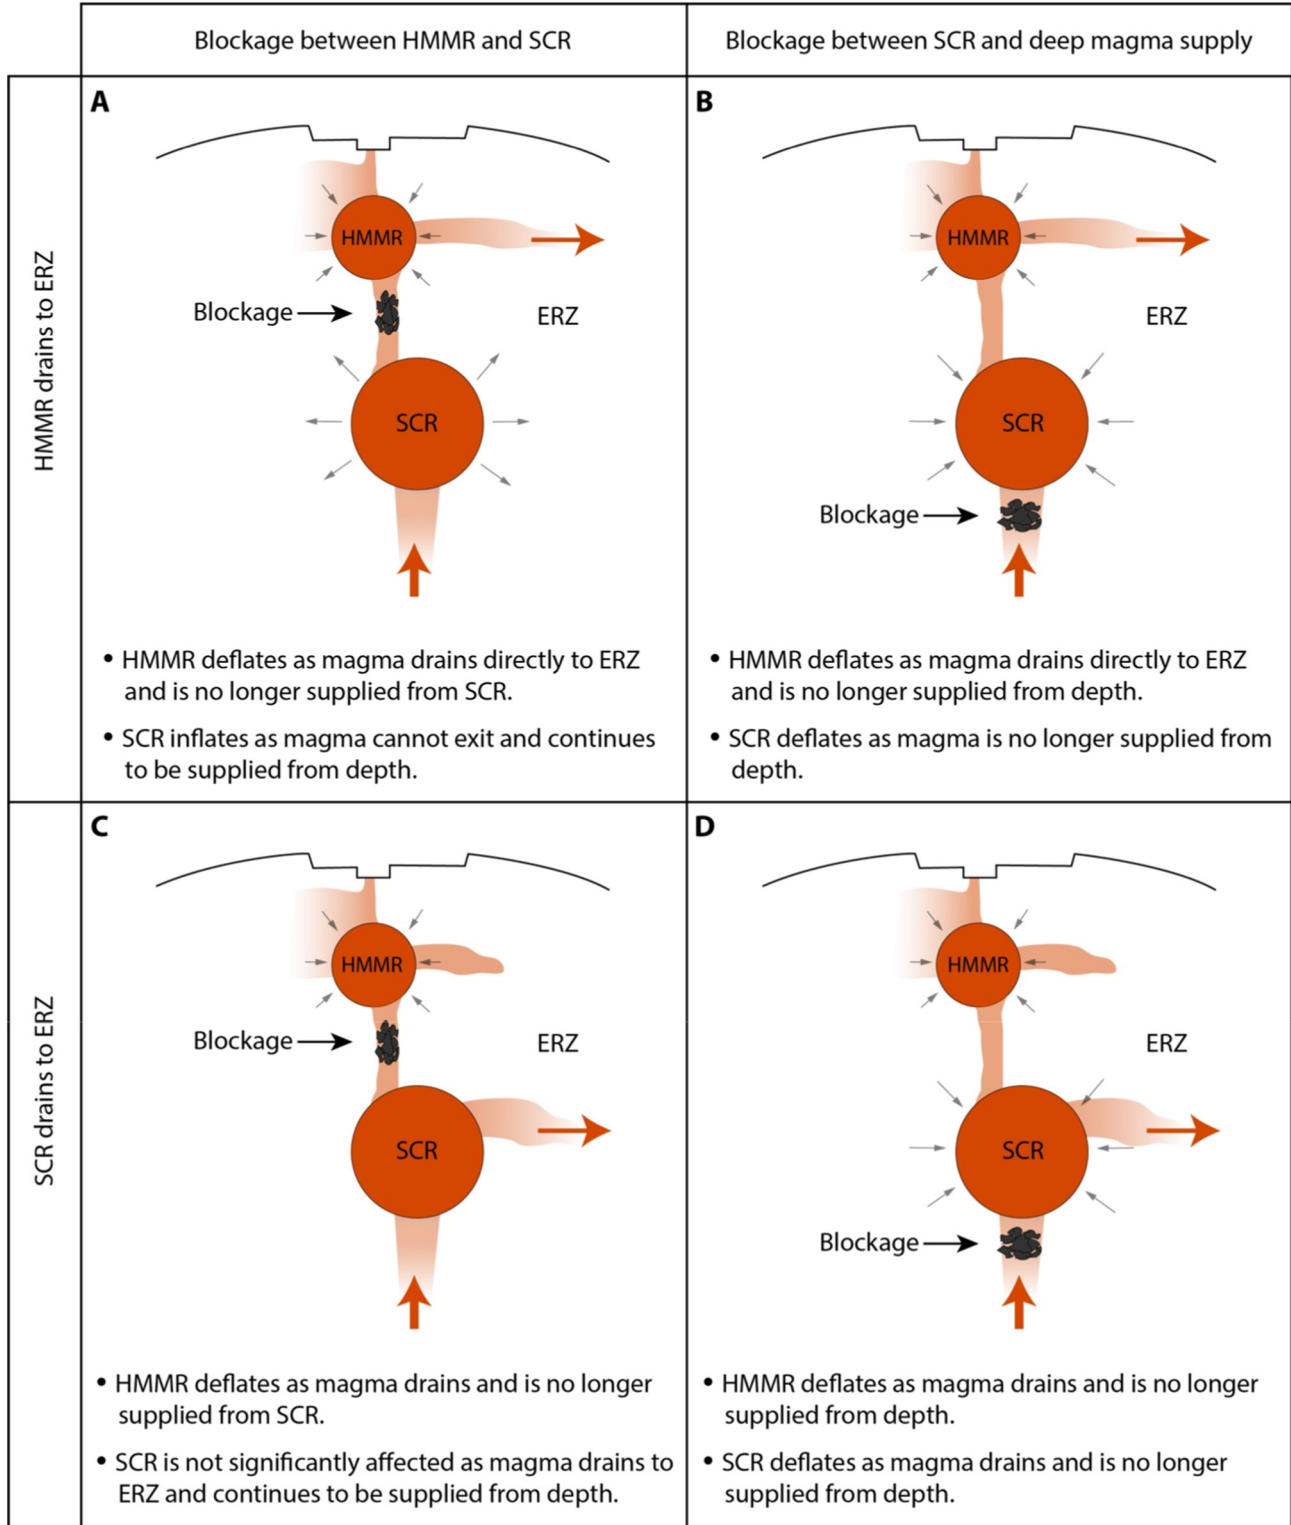 Blockage between HMMR and SCR
Blockage between SCR and deep magma supply
HMMR drains to ERZ
A
HMMR
Blockage
ERZ
SCR
• HMMR deflates as magma drains directly to ERZ
and is no longer supplied from SCR.
• SCR inflates as magma cannot exit and continues
to be supplied from depth.
B
HMMR
ERZ
SCR
Blockage
• HMMR deflates as magma drains directly to ERZ
and is no longer supplied from depth.
• SCR deflates as magma is no longer supplied from
depth.
SCR drains to ERZ
C
HMMR
Blockage
ERZ
SCR
• HMMR deflates as magma drains and is no longer
supplied from SCR.
• SCR is not significantly affected as magma drains to
ERZ and continues to be supplied from depth.
D
HMMR
ERZ
SCR
Blockage
• HMMR deflates as magma drains and is no longer
supplied from depth.
• SCR deflates as magma drains and is no longer
supplied from depth.